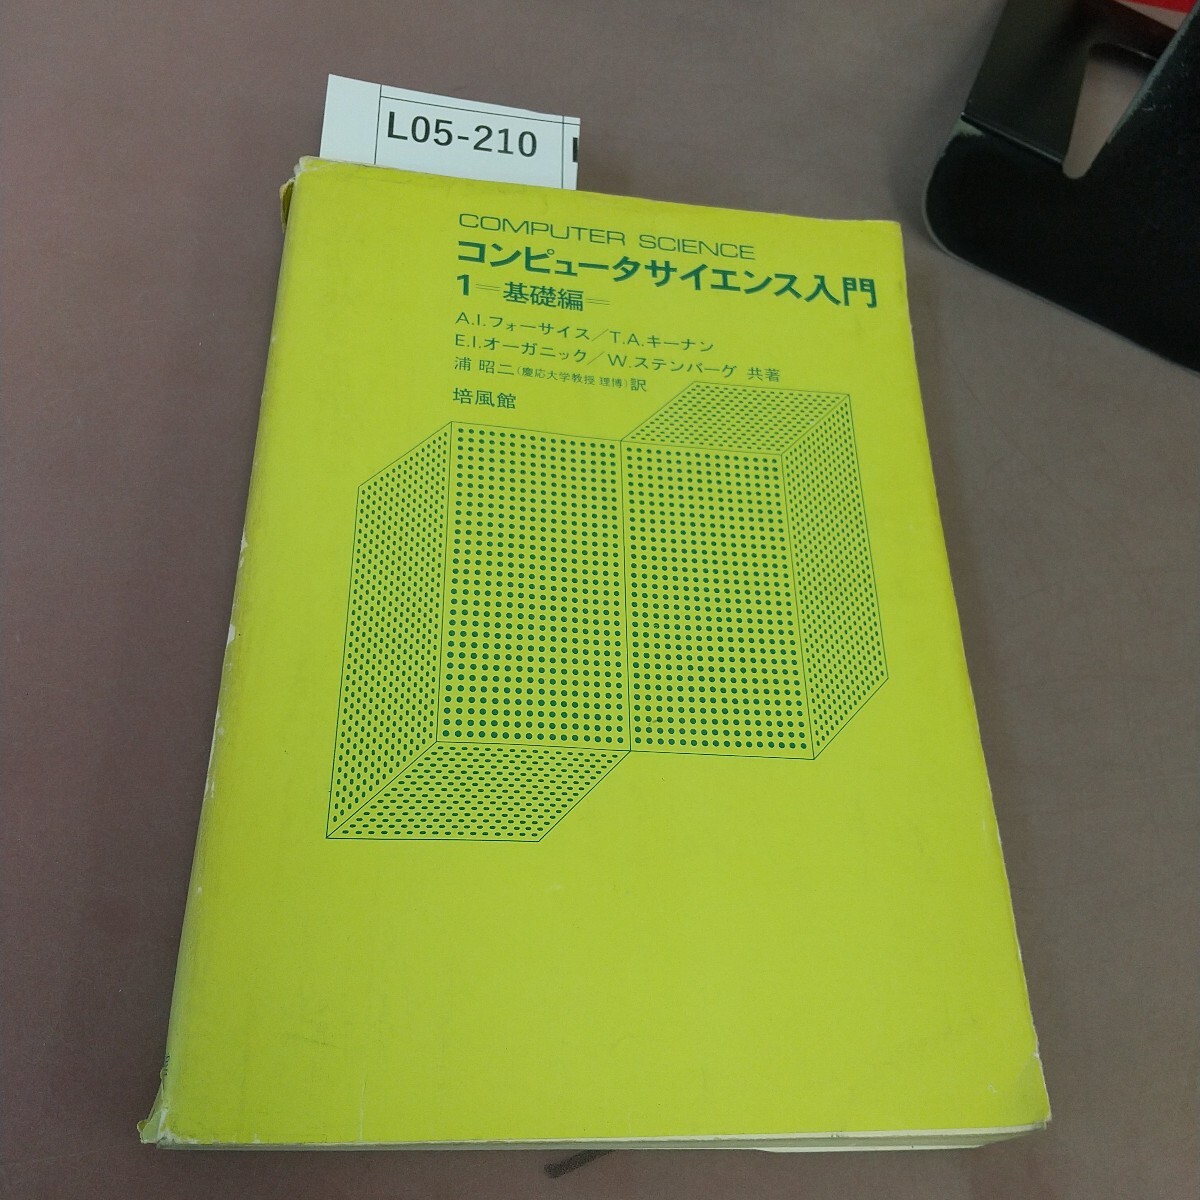 L05-210
COMPUTER SCIENCE
コンピュータサイエンス入門
1=基礎編=
A.I.フォーサイス/T.A.キーナン
E.I.オーガニック/W.ステンバーグ 共著
浦 昭二(慶応大学教授 理博)訳
培風館